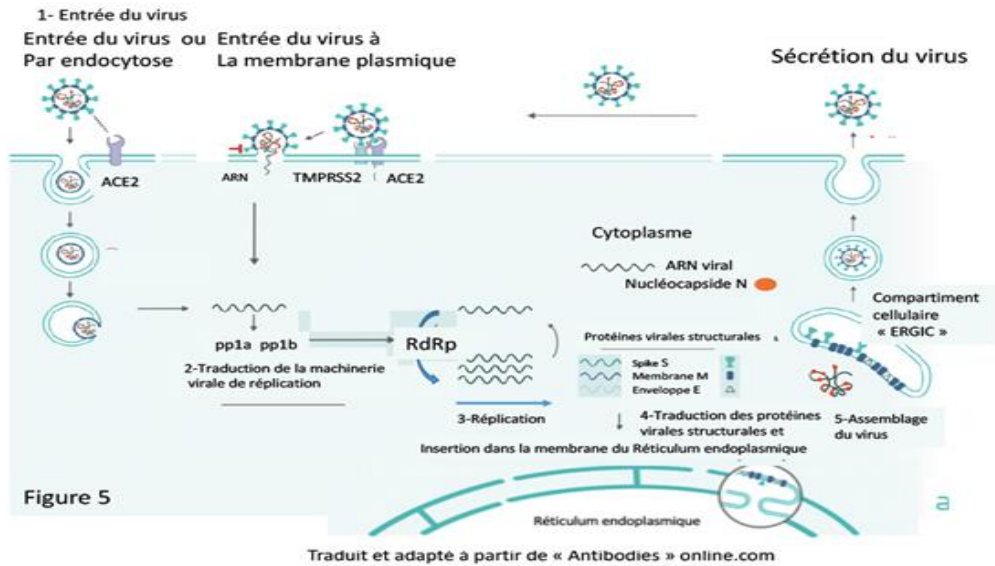 1- Entrée du virus
Entrée du virus ou
Par endocytose
Entrée du virus à
La membrane plasmique
Sécrétion du virus
ACE2
ARN
TMPRSS2
ACE2
Cytoplasme
ARN viral
Nucléocapside N
Compartiment
cellulaire
« ERGIC »
pp1a pp1b
RdRp
Protéines virales structurales
Spike S
Membrane M
Enveloppe E
2-Traduction de la machinerie
virale de réplication
3-Réplication
4-Traduction des protéines
virales structurales et
Insertion dans la membrane du Réticulum endoplasmique
5-Assemblage
du virus
Figure 5
Réticulum endoplasmique
a
Traduit et adapté à partir de « Antibodies » online.com